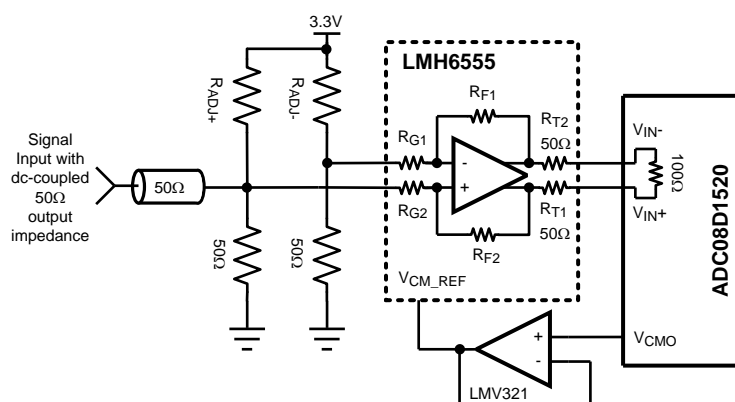 3.3V
LMH6555
RADJ+
RADJ-
RF1
RG1
RT2
50Ω
VIN-
Signal
Input with
dc-coupled
50Ω
output
impedance
50Ω
-
+
100Ω
RG2
RT1
50Ω
VIN+
50Ω
50Ω
RF2
ADC08D1520
VCM_REF
+
-
VCMO
LMV321